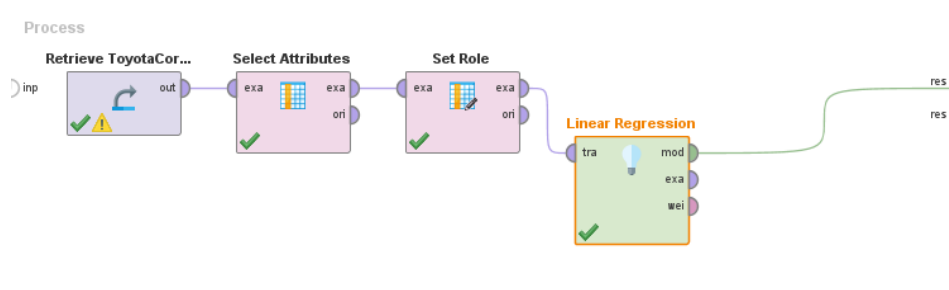 Process
Retrieve ToyotaCor...
Select Attributes
Set Role
inp
out
exa
exa
ori
exa
exa
ori
res
res
Linear Regression
tra
mod
exa
wei